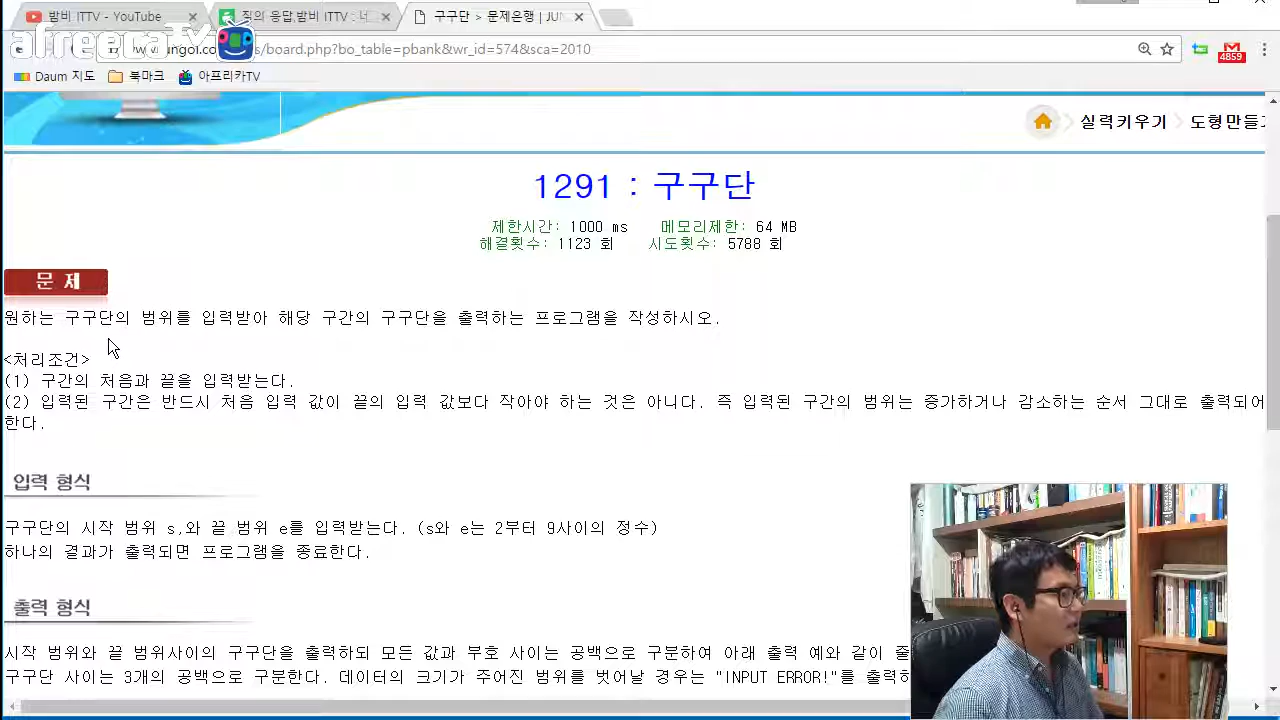 밤비 ITTV - YouTube
질의 응답 밤비 ITTV : 네
구구단 > 문제은행 | JUN
afreecaTV
s/board.php?bo_table=pbank&wr_id=574&sca=2010
4859
Daum 지도
북마크
아프리카TV
실력키우기
도형만들기
1291 : 구구단
제한시간: 1000 ms 메모리제한: 64 MB
해결횟수: 1123 회 시도횟수: 5788 회
문 제
원하는 구구단의 범위를 입력받아 해당 구간의 구구단을 출력하는 프로그램을 작성하시오.
<처리조건>
(1) 구간의 처음과 끝을 입력받는다.
(2) 입력된 구간은 반드시 처음 입력 값이 끝의 입력 값보다 작아야 하는 것은 아니다. 즉 입력된 구간의 범위는 증가하거나 감소하는 순서 그대로 출력되어
한다.
입력 형식
구구단의 시작 범위 s,와 끝 범위 e를 입력받는다. (s와 e는 2부터 9사이의 정수)
하나의 결과가 출력되면 프로그램을 종료한다.
출력 형식
시작 범위와 끝 범위사이의 구구단을 출력하되 모든 값과 부호 사이는 공백으로 구분하여 아래 출력 예와 같이 줄
구구단 사이는 3개의 공백으로 구분한다. 데이터의 크기가 주어진 범위를 벗어날 경우는 "INPUT ERROR!"를 출력하